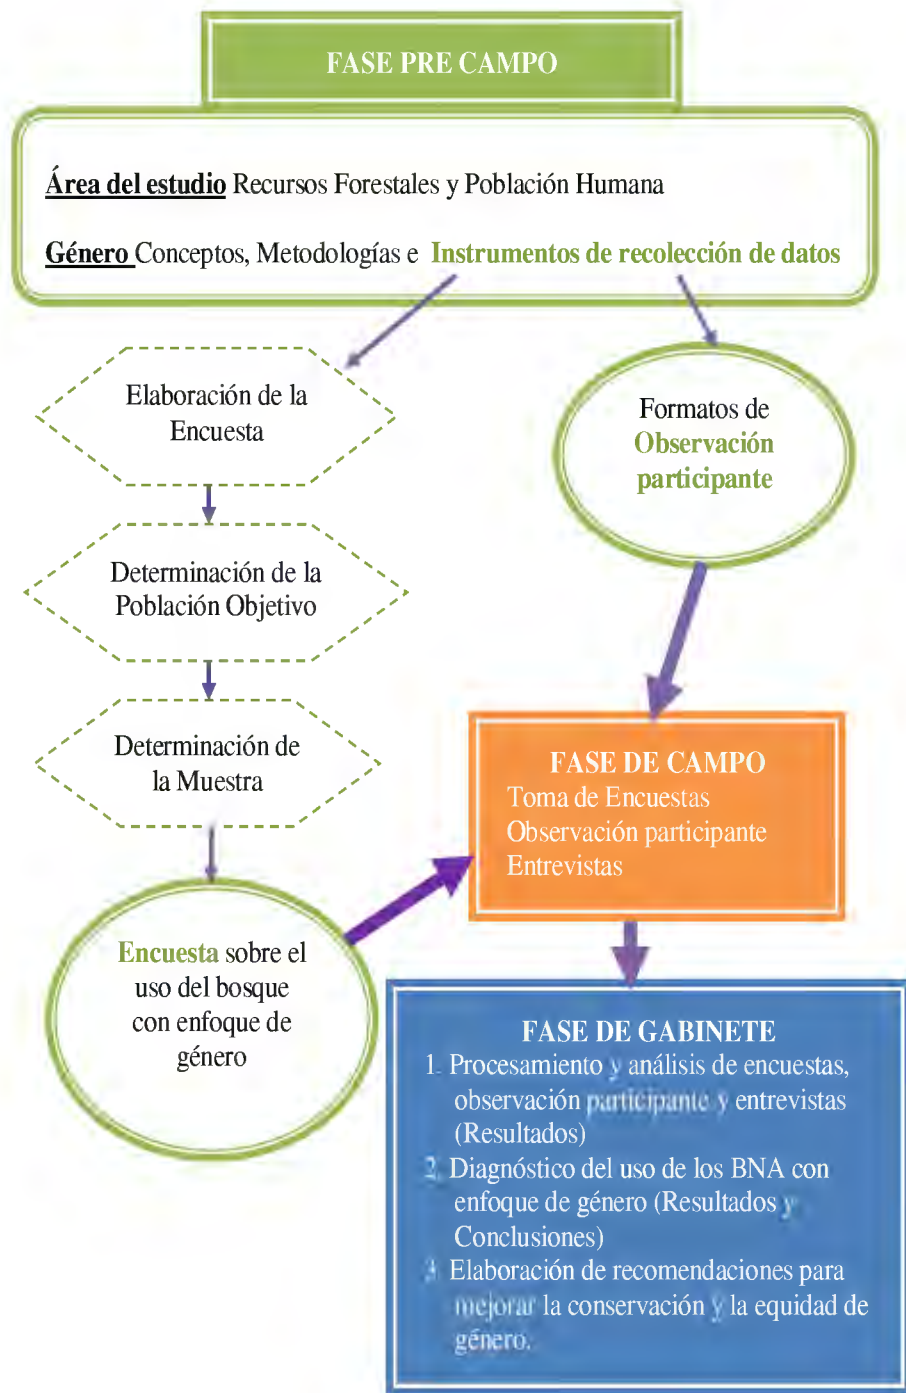 FASE PRE CAMPO
Área del estudio Recursos Forestales y Población Humana
Género Conceptos, Metodologías e Instrumentos de recolección de datos
Elaboración de la
Encuesta
Determinación de la
Población Objetivo
Determinación de
la Muestra
Encuesta sobre el
uso del bosque
con enfoque de
género
Formatos de
Observación
participante
FASE DE CAMPO
Toma de Encuestas
Observación participante
Entrevistas
FASE DE GABINETE
1. Procesamiento y análisis de encuestas,
observación participante y entrevistas
(Resultados)
2. Diagnóstico del uso de los BNA con
enfoque de género (Resultados y
Conclusiones)
3. Elaboración de recomendaciones para
mejorar la conservación y la equidad de
género.